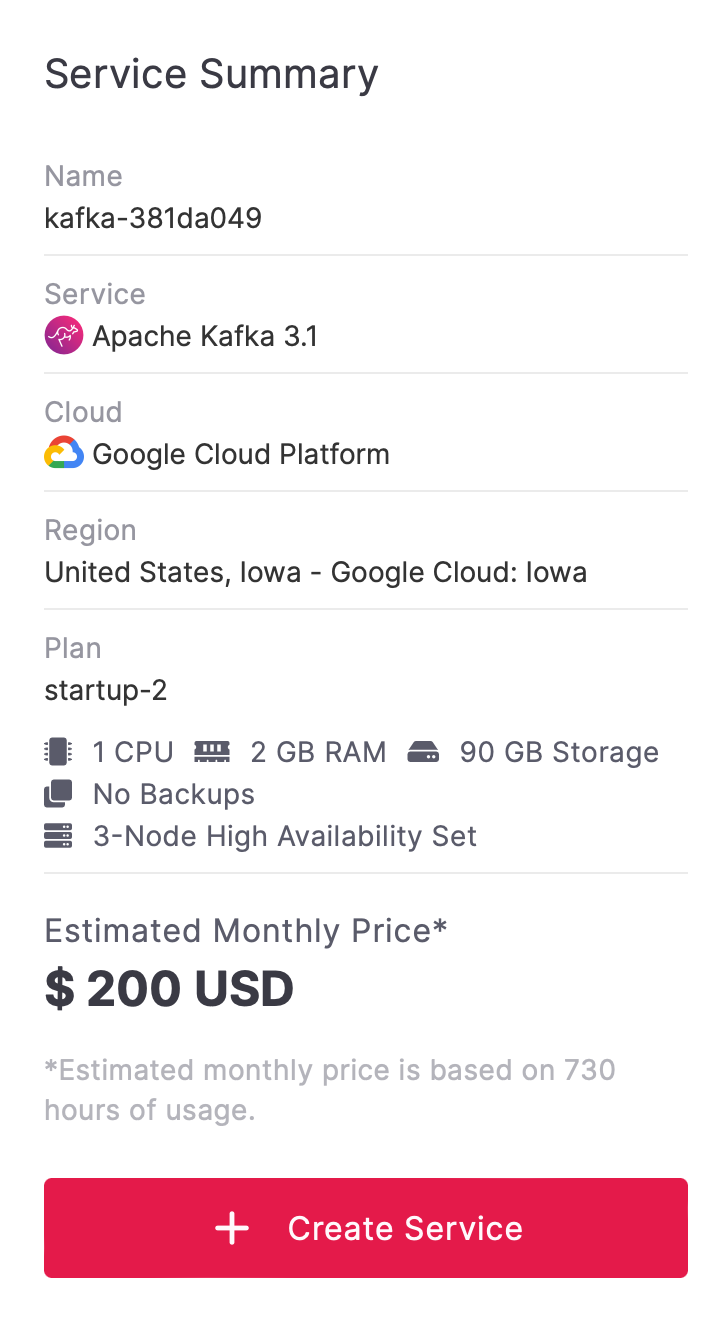 Service Summary
Name
kafka-381da049
Service
Apache Kafka 3.1
Cloud
Google Cloud Platform
Region
United States, Iowa - Google Cloud: Iowa
Plan
startup-2
1 CPU 2 GB RAM 90 GB Storage
No Backups
3-Node High Availability Set
Estimated Monthly Price*
$ 200 USD
*Estimated monthly price is based on 730
hours of usage.
Create Service